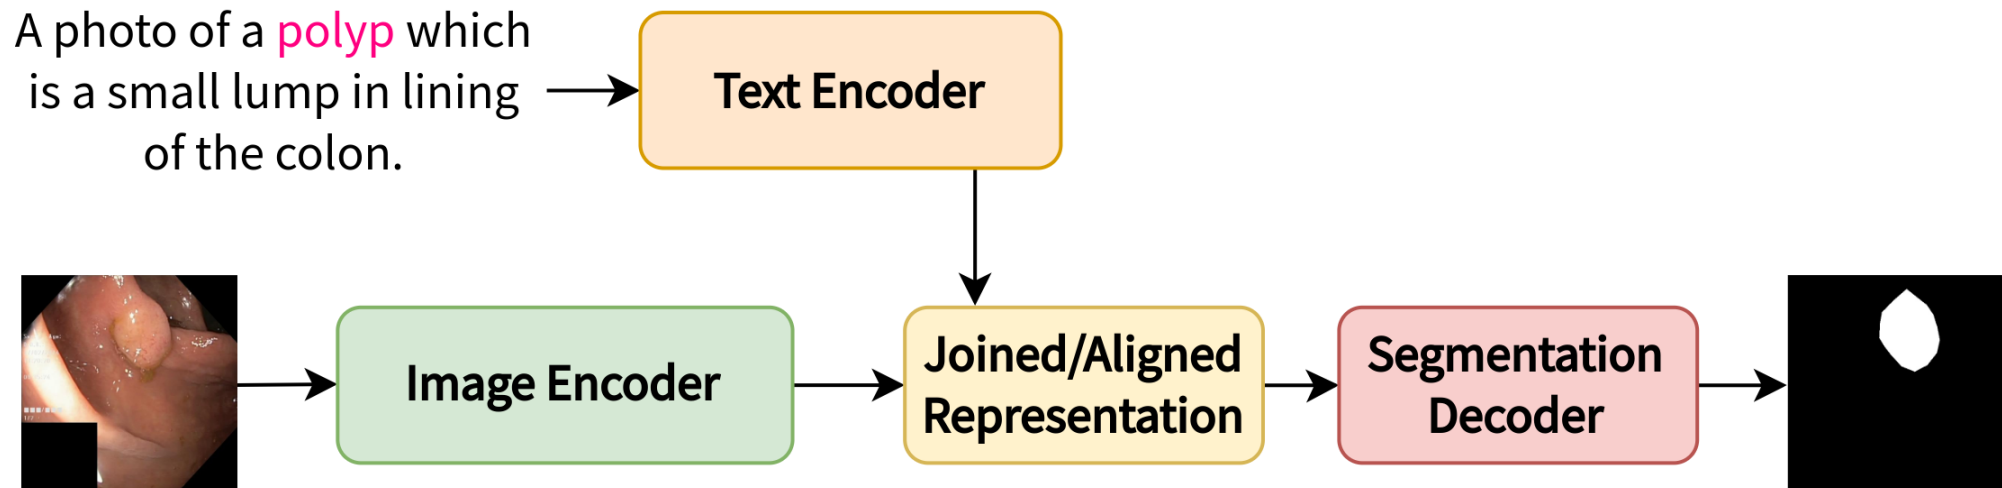 A photo of a polyp which
is a small lump in lining
of the colon.
Text Encoder
Image Encoder
Joined/Aligned
Representation
Segmentation
Decoder